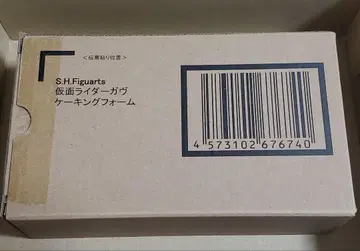 <伝票貼り位置>
S.H.Figuarts
仮面ライダーガヴ
ケーキングフォーム
4 573102 676740